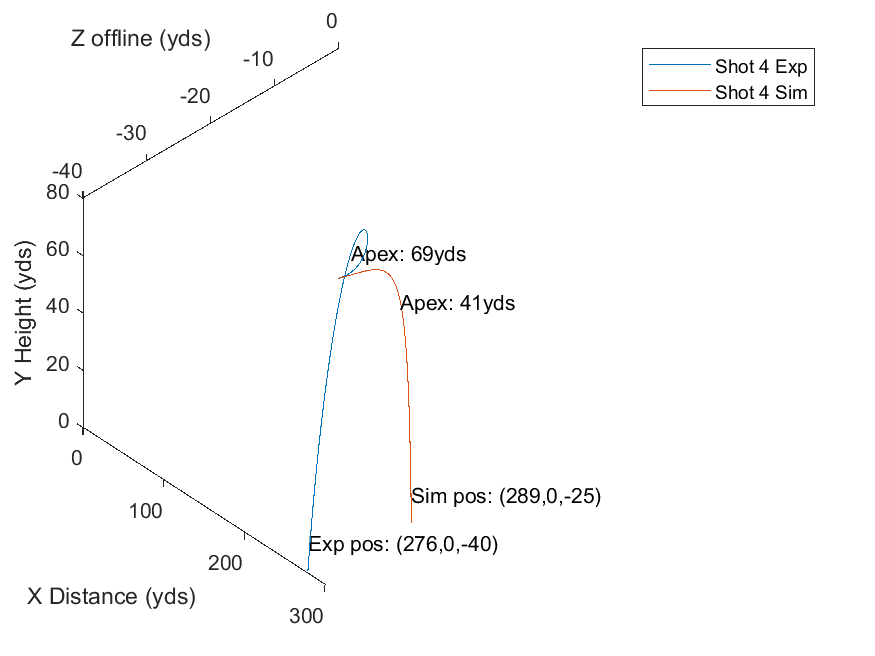 Z offline (yds)
0
-10
-20
-30
-40
Shot 4 Exp
Shot 4 Sim
80
60
40
20
0
Y Height (yds)
Apex: 69yds
Apex: 41yds
Sim pos: (289,0,-25)
Exp pos: (276,0,-40)
0
100
200
300
X Distance (yds)